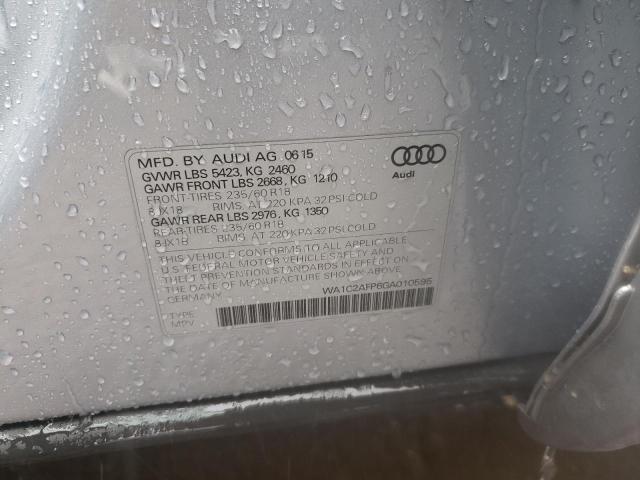 MFD. BY AUDI AG 06 15
GVWR LBS 5423, KG 2460
GAWR FRONT LBS 2668, KG 1210
FRONT-TIRES 235/60 R18
8JX18 RIMS, AT 220 KPA 32 PSI COLD
GAWR REAR LBS 2976, KG 1350
REAR-TIRES 235/60 R18
8JX18 RIMS, AT 220 KPA 32 PSI COLD
THIS VEHICLE CONFORMS TO ALL APPLICABLE
U.S. FEDERAL MOTOR VEHICLE SAFETY AND
THEFT PREVENTION STANDARDS IN EFFECT ON THE
DATE OF MANUFACTURE SHOWN ABOVE
GERMANY
WA1C2AFP6GA010595
TYPE:
MPV
Audi